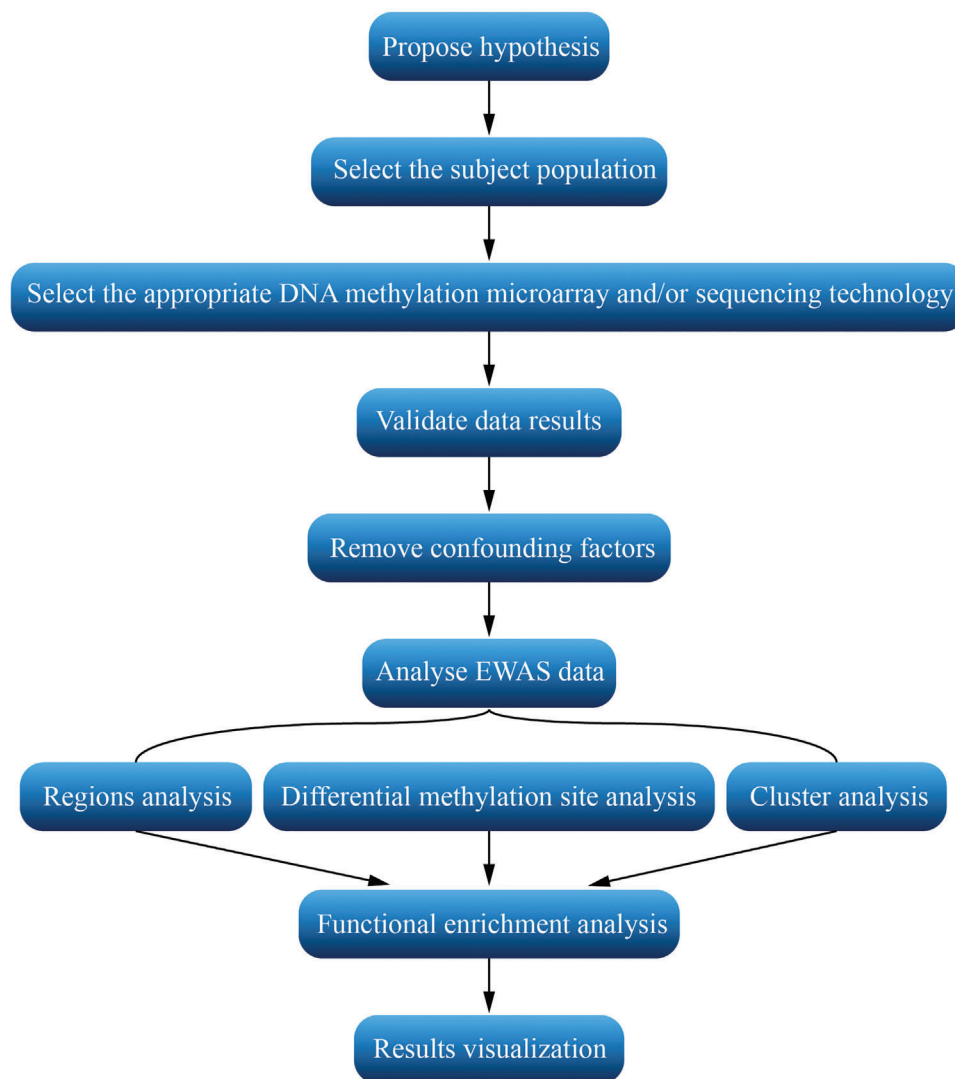 Propose hypothesis
Select the subject population
Select the appropriate DNA methylation microarray and/or sequencing technology
Validate data results
Remove confounding factors
Analyse EWAS data
Regions analysis
Differential methylation site analysis
Cluster analysis
Functional enrichment analysis
Results visualization